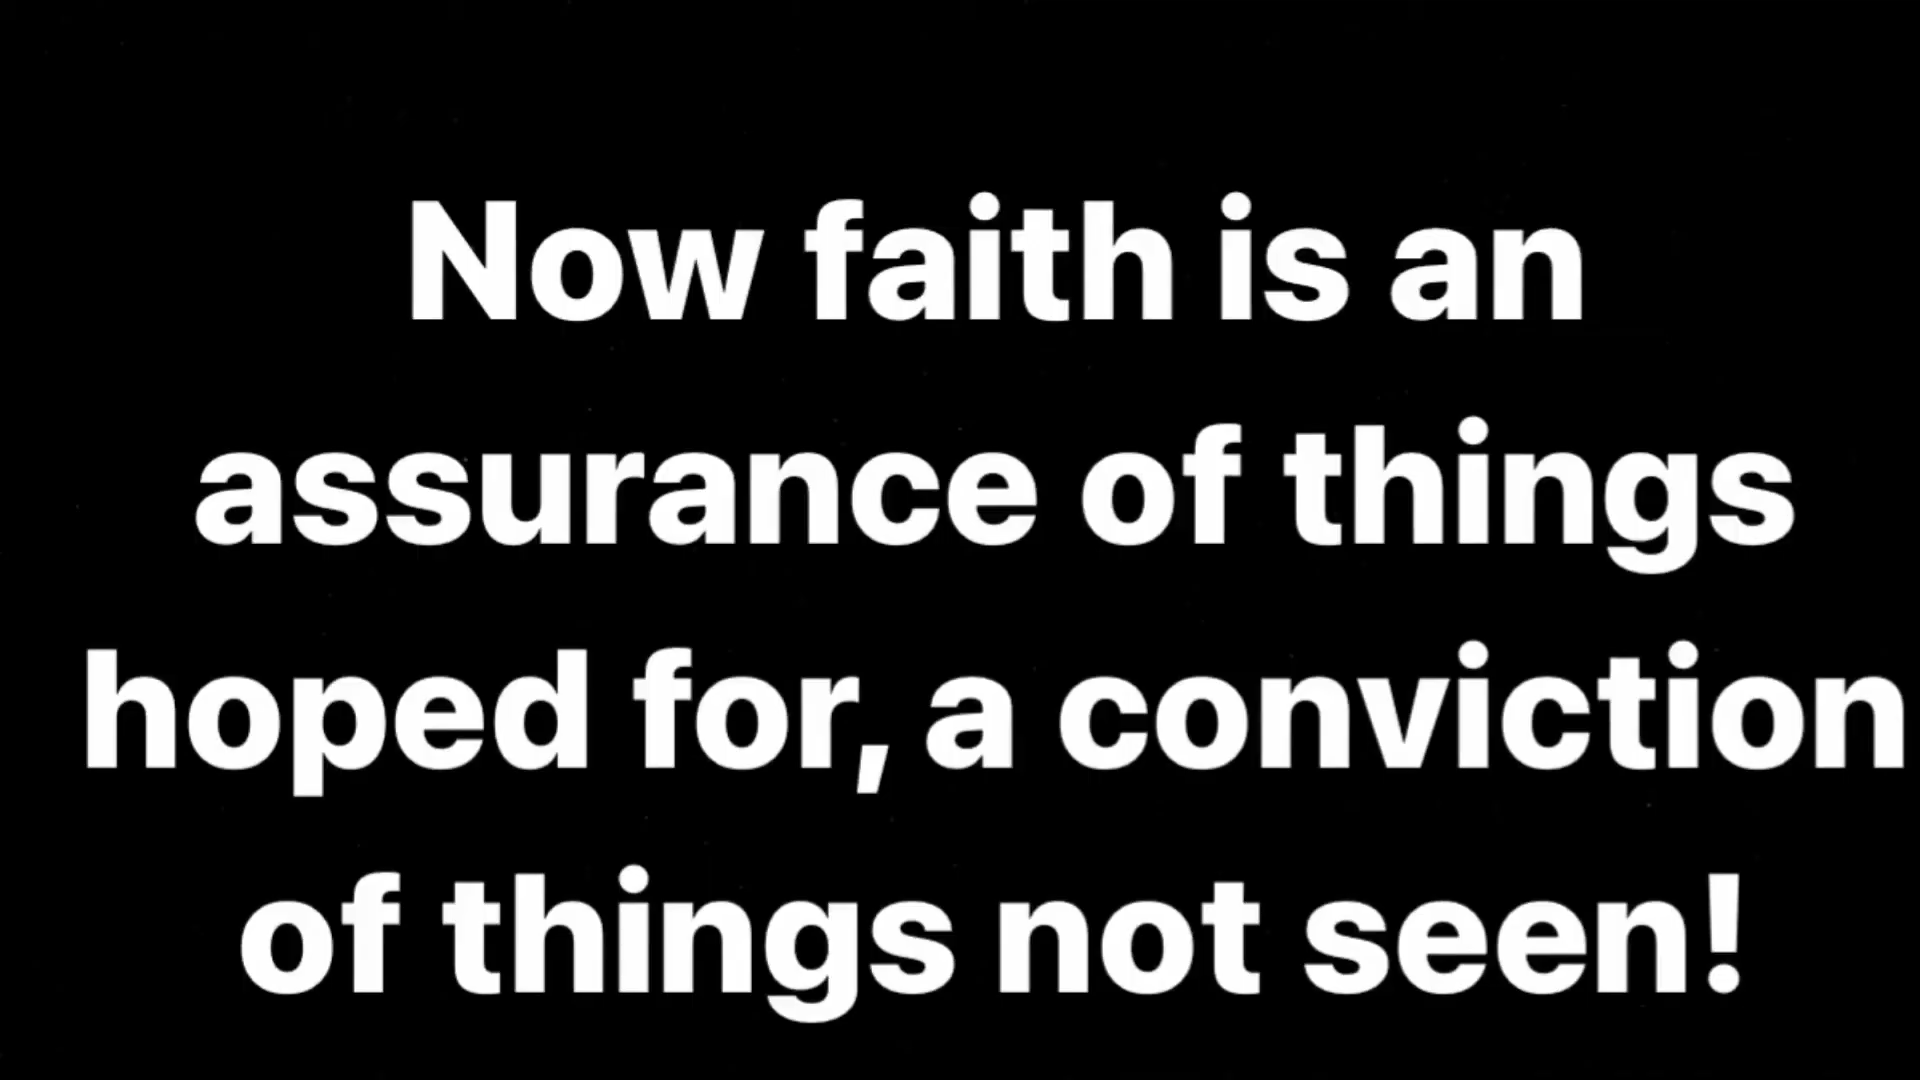 Now faith is an
assurance of things
hoped for, a conviction
of things not seen!